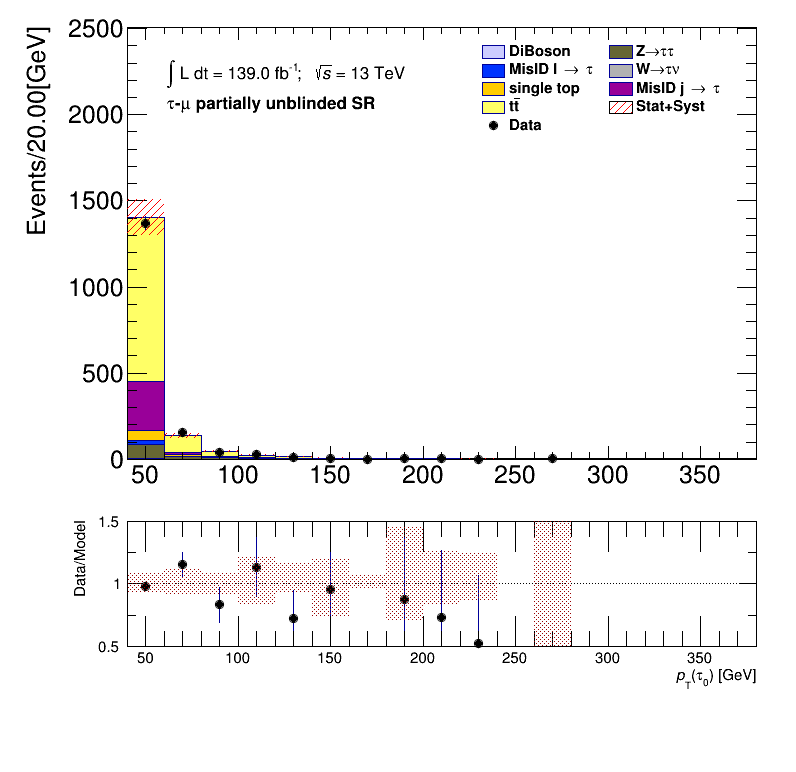 2500
2000
1500
1000
500
0
Events/20.00[GeV]
∫ L dt = 139.0 fb⁻¹; √s = 13 TeV
τ-μ partially unblinded SR
DiBoson
MisID l → τ
single top
tt̄
Data
Z→ττ
W→τν
MisID j → τ
Stat+Syst
50 100 150 200 250 300 350
Data/Model
1.5
1
0.5
50 100 150 200 250 300 350
p_T(τ₀) [GeV]